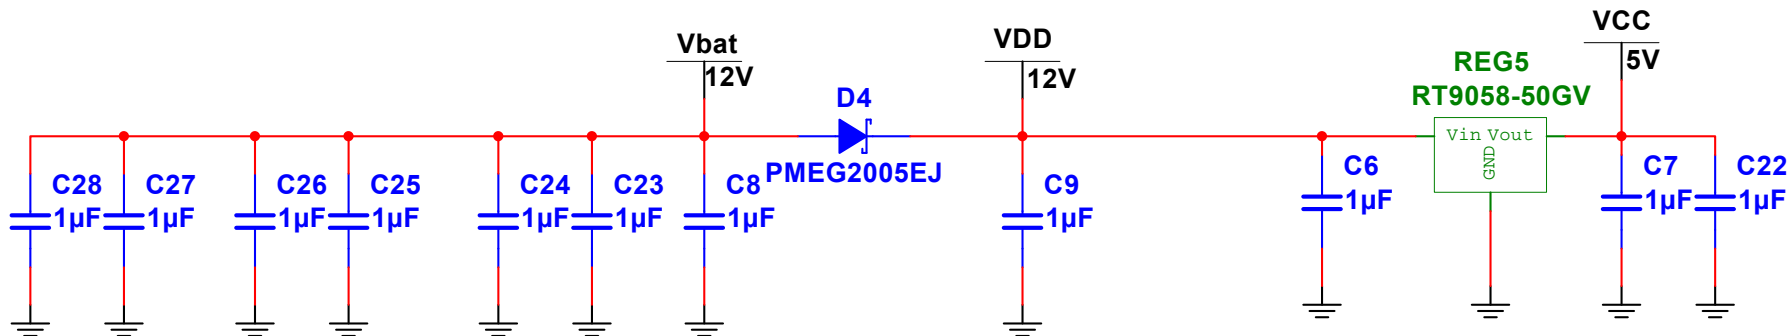 Vbat
12V
VDD
12V
VCC
5V
REG5
RT9058-50GV
Vin Vout
GND
D4
PMEG2005EJ
C28
1µF
C27
1µF
C26
1µF
C25
1µF
C24
1µF
C23
1µF
C8
1µF
C9
1µF
C6
1µF
C7
1µF
C22
1µF